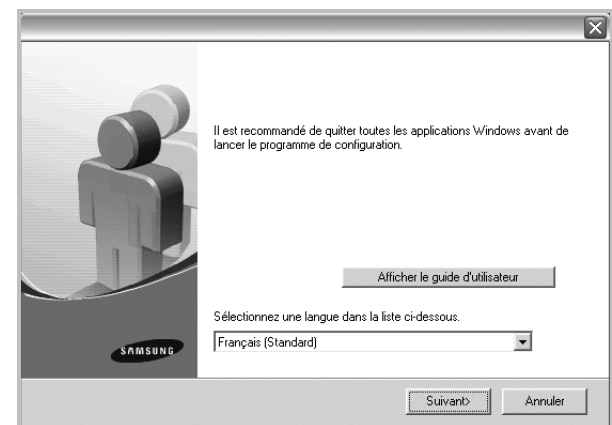 Il est recommandé de quitter toutes les applications Windows avant de
lancer le programme de configuration.
Afficher le guide d'utilisateur
Sélectionnez une langue dans la liste ci-dessous.
Français (Standard)
SAMSUNG
Suivant>
Annuler